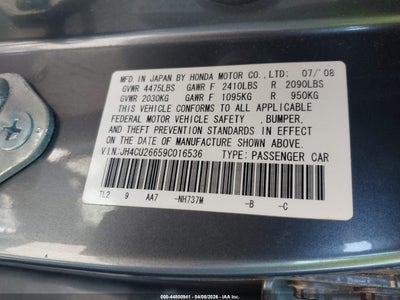 MFD. IN JAPAN BY HONDA MOTOR CO.,LTD: 07/'08
GVWR 4475LBS GAWR F 2410LBS R 2090LBS
GVWR 2030KG GAWR F 1095KG R 950KG
THIS VEHICLE CONFORMS TO ALL APPLICABLE
FEDERAL MOTOR VEHICLE SAFETY ,BUMPER,
AND THEFT PREVENTION STANDARDS IN EFFECT
ON THE DATE OF MANUFACTURE SHOWN ABOVE.
V.I.N.:JH4CU26659C016536 TYPE: PASSENGER CAR
TL2 9 AA7 -NH737M -B -C
000-44800941 - 04/08/2026 - IAA, Inc.